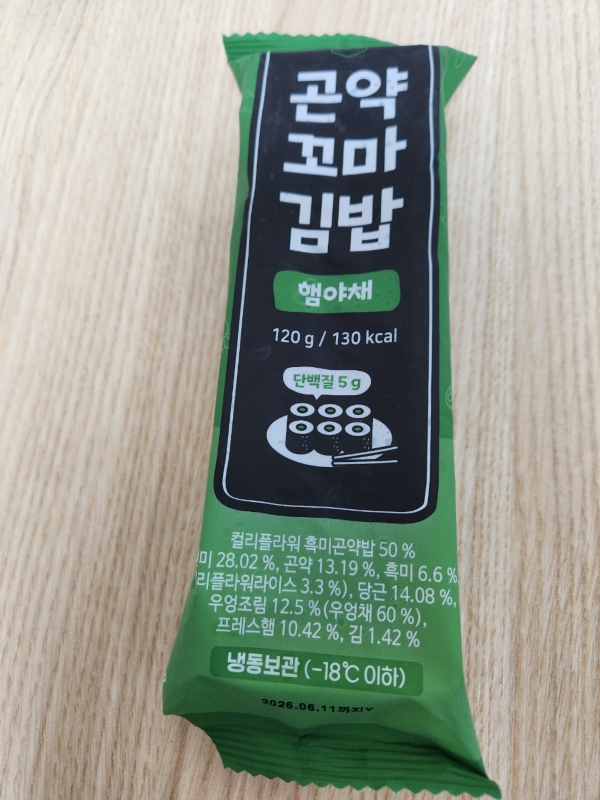 곤약
꼬마
김밥
햄야채
120 g / 130 kcal
단백질 5 g
컬리플라워 흑미곤약밥 50 %
미 28.02 %, 곤약 13.19 %, 흑미 6.6 %
리플라워라이스 3.3 %), 당근 14.08 %,
우엉조림 12.5 % (우엉채 60 %),
프레스햄 10.42 %, 김 1.42 %
냉동보관 (-18℃ 이하)
2026.06.11까지Y